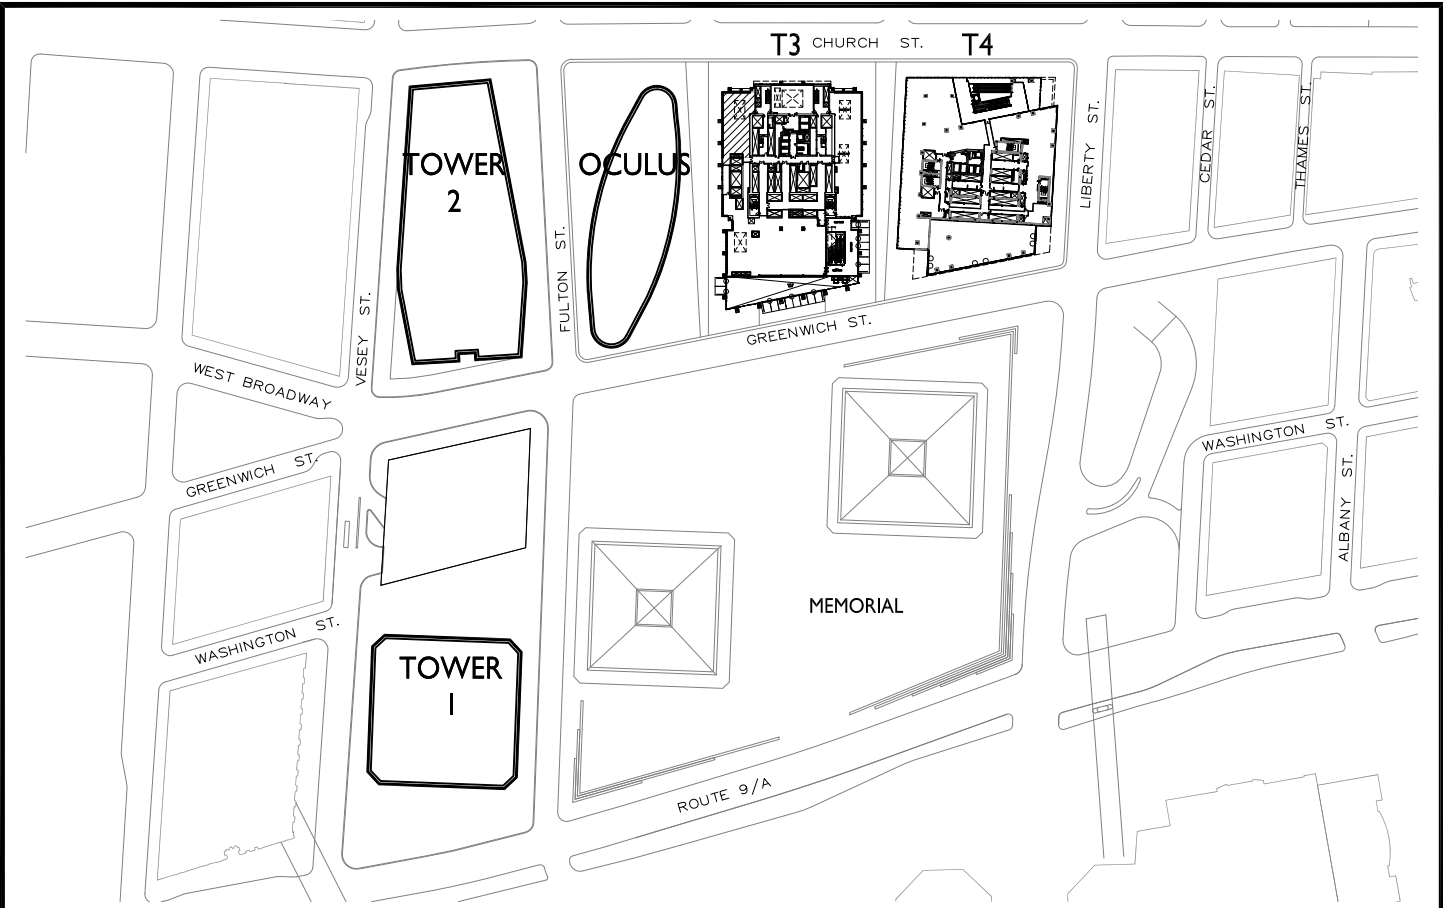 T3 CHURCH ST. T4
TOWER
2
OCULUS
LIBERTY ST.
CEDAR ST.
THAMES ST.
FULTON ST.
VESEY ST.
GREENWICH ST.
WEST BROADWAY
GREENWICH ST.
WASHINGTON ST.
ALBANY ST.
MEMORIAL
WASHINGTON ST.
TOWER
1
ROUTE 9/A